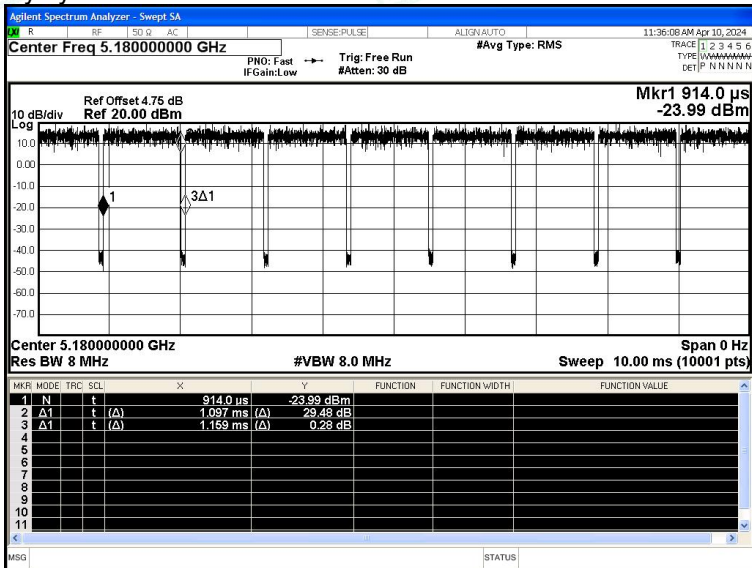 Agilent Spectrum Analyzer - Swept SA
R RF 50 Ω AC SENSE:PULSE ALIGN AUTO 11:36:08 AM Apr 10, 2024
Center Freq 5.180000000 GHz #Avg Type: RMS TRACE 1 2 3 4 5 6
PNO: Fast Trig: Free Run TYPE
IFGain:Low #Atten: 30 dB DET P N N N N N
Mkr1 914.0 µs
Ref Offset 4.75 dB
10 dB/div Ref 20.00 dBm -23.99 dBm
Log
10.0
0.00
-10.0
1 3Δ1
-20.0
-30.0
-40.0
-50.0
-60.0
-70.0
Center 5.180000000 GHz Span 0 Hz
Res BW 8 MHz #VBW 8.0 MHz Sweep 10.00 ms (10001 pts)
MKR MODE TRC SCL X Y FUNCTION FUNCTION WIDTH FUNCTION VALUE
1 N t 914.0 µs -23.99 dBm
2 Δ1 t (Δ) 1.097 ms (Δ) 29.48 dB
3 Δ1 t (Δ) 1.159 ms (Δ) 0.28 dB
4
5
6
7
8
9
10
11
MSG STATUS